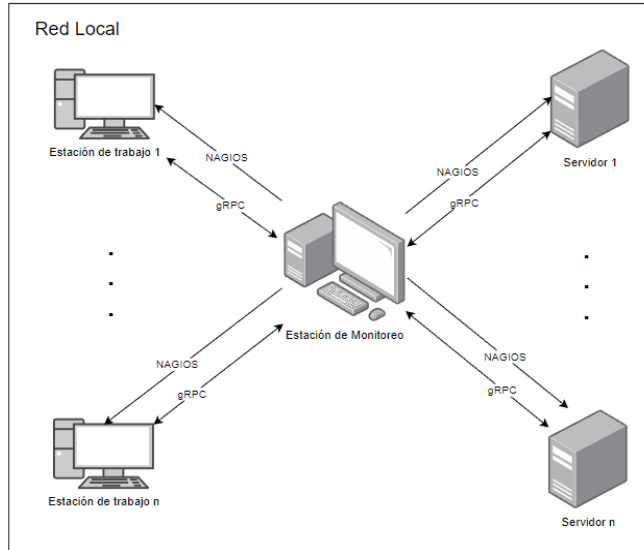 Red Local
Estación de trabajo 1
NAGIOS
gRPC
NAGIOS
gRPC
Servidor 1
Estación de Monitoreo
NAGIOS
gRPC
NAGIOS
gRPC
Estación de trabajo n
Servidor n